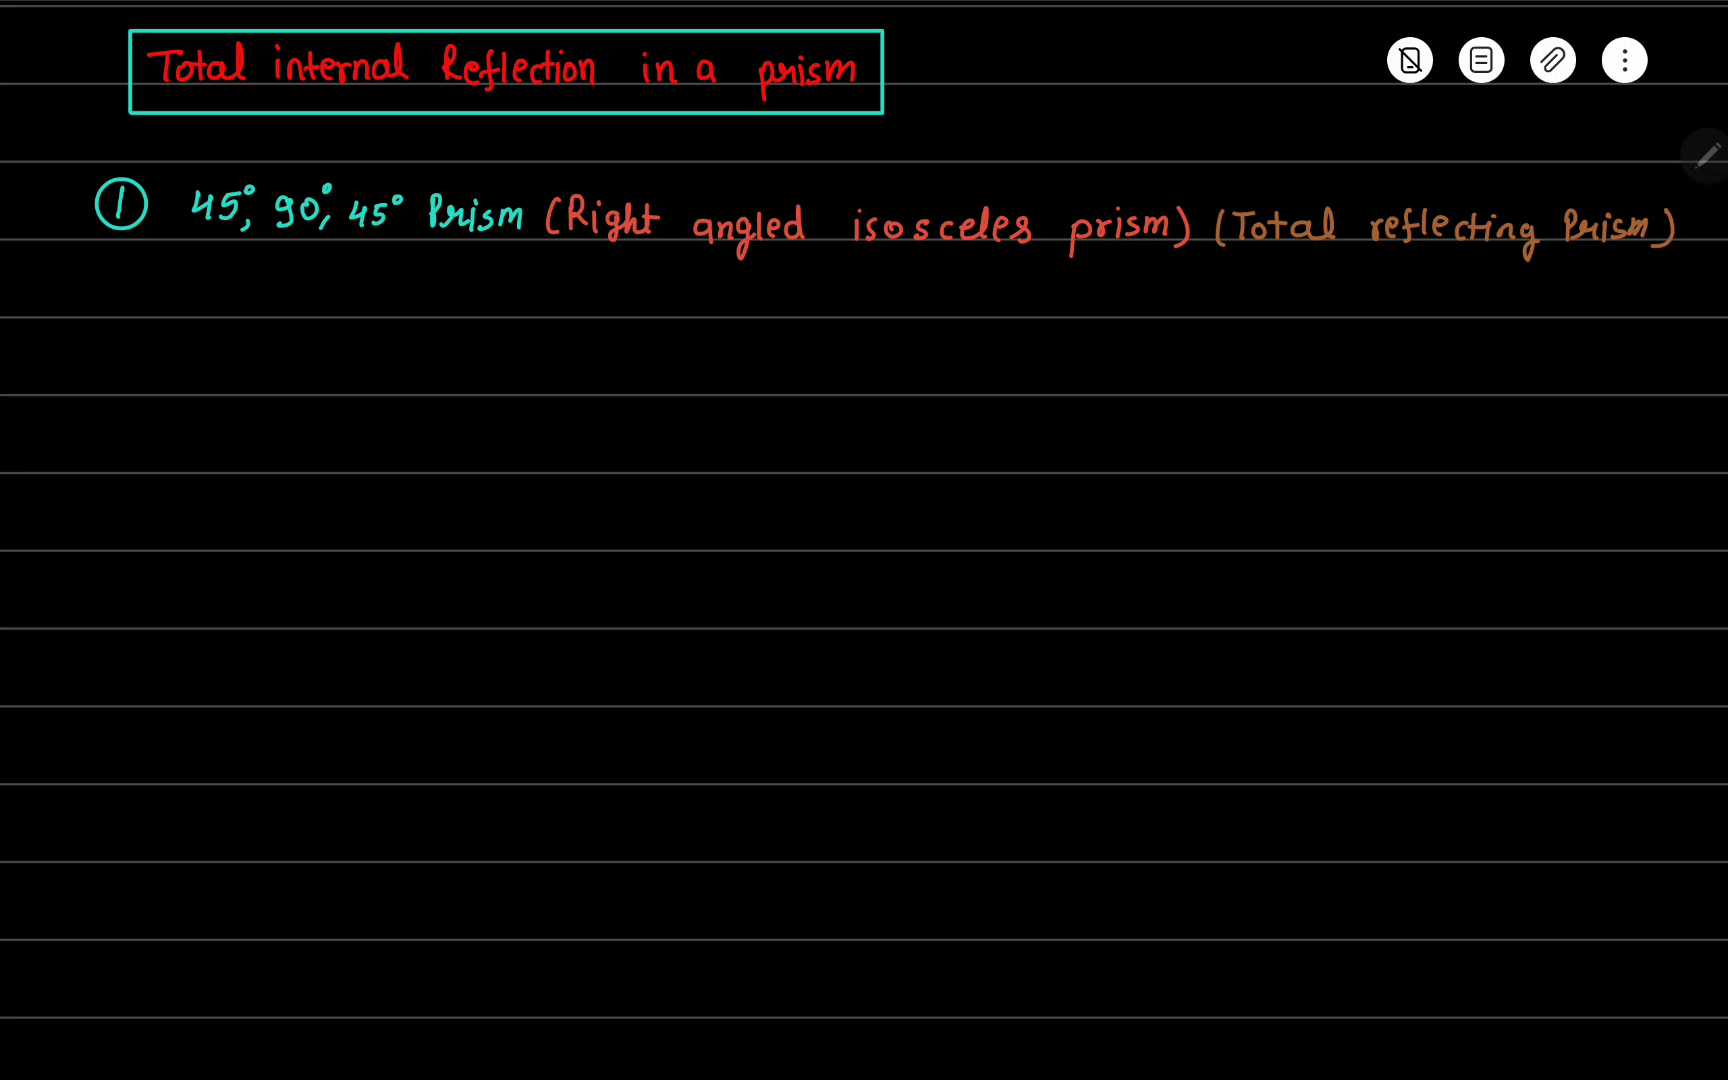 Total internal Reflection in a prism
① 45°, 90°, 45° Prism (Right angled isosceles prism) (Total reflecting Prism)